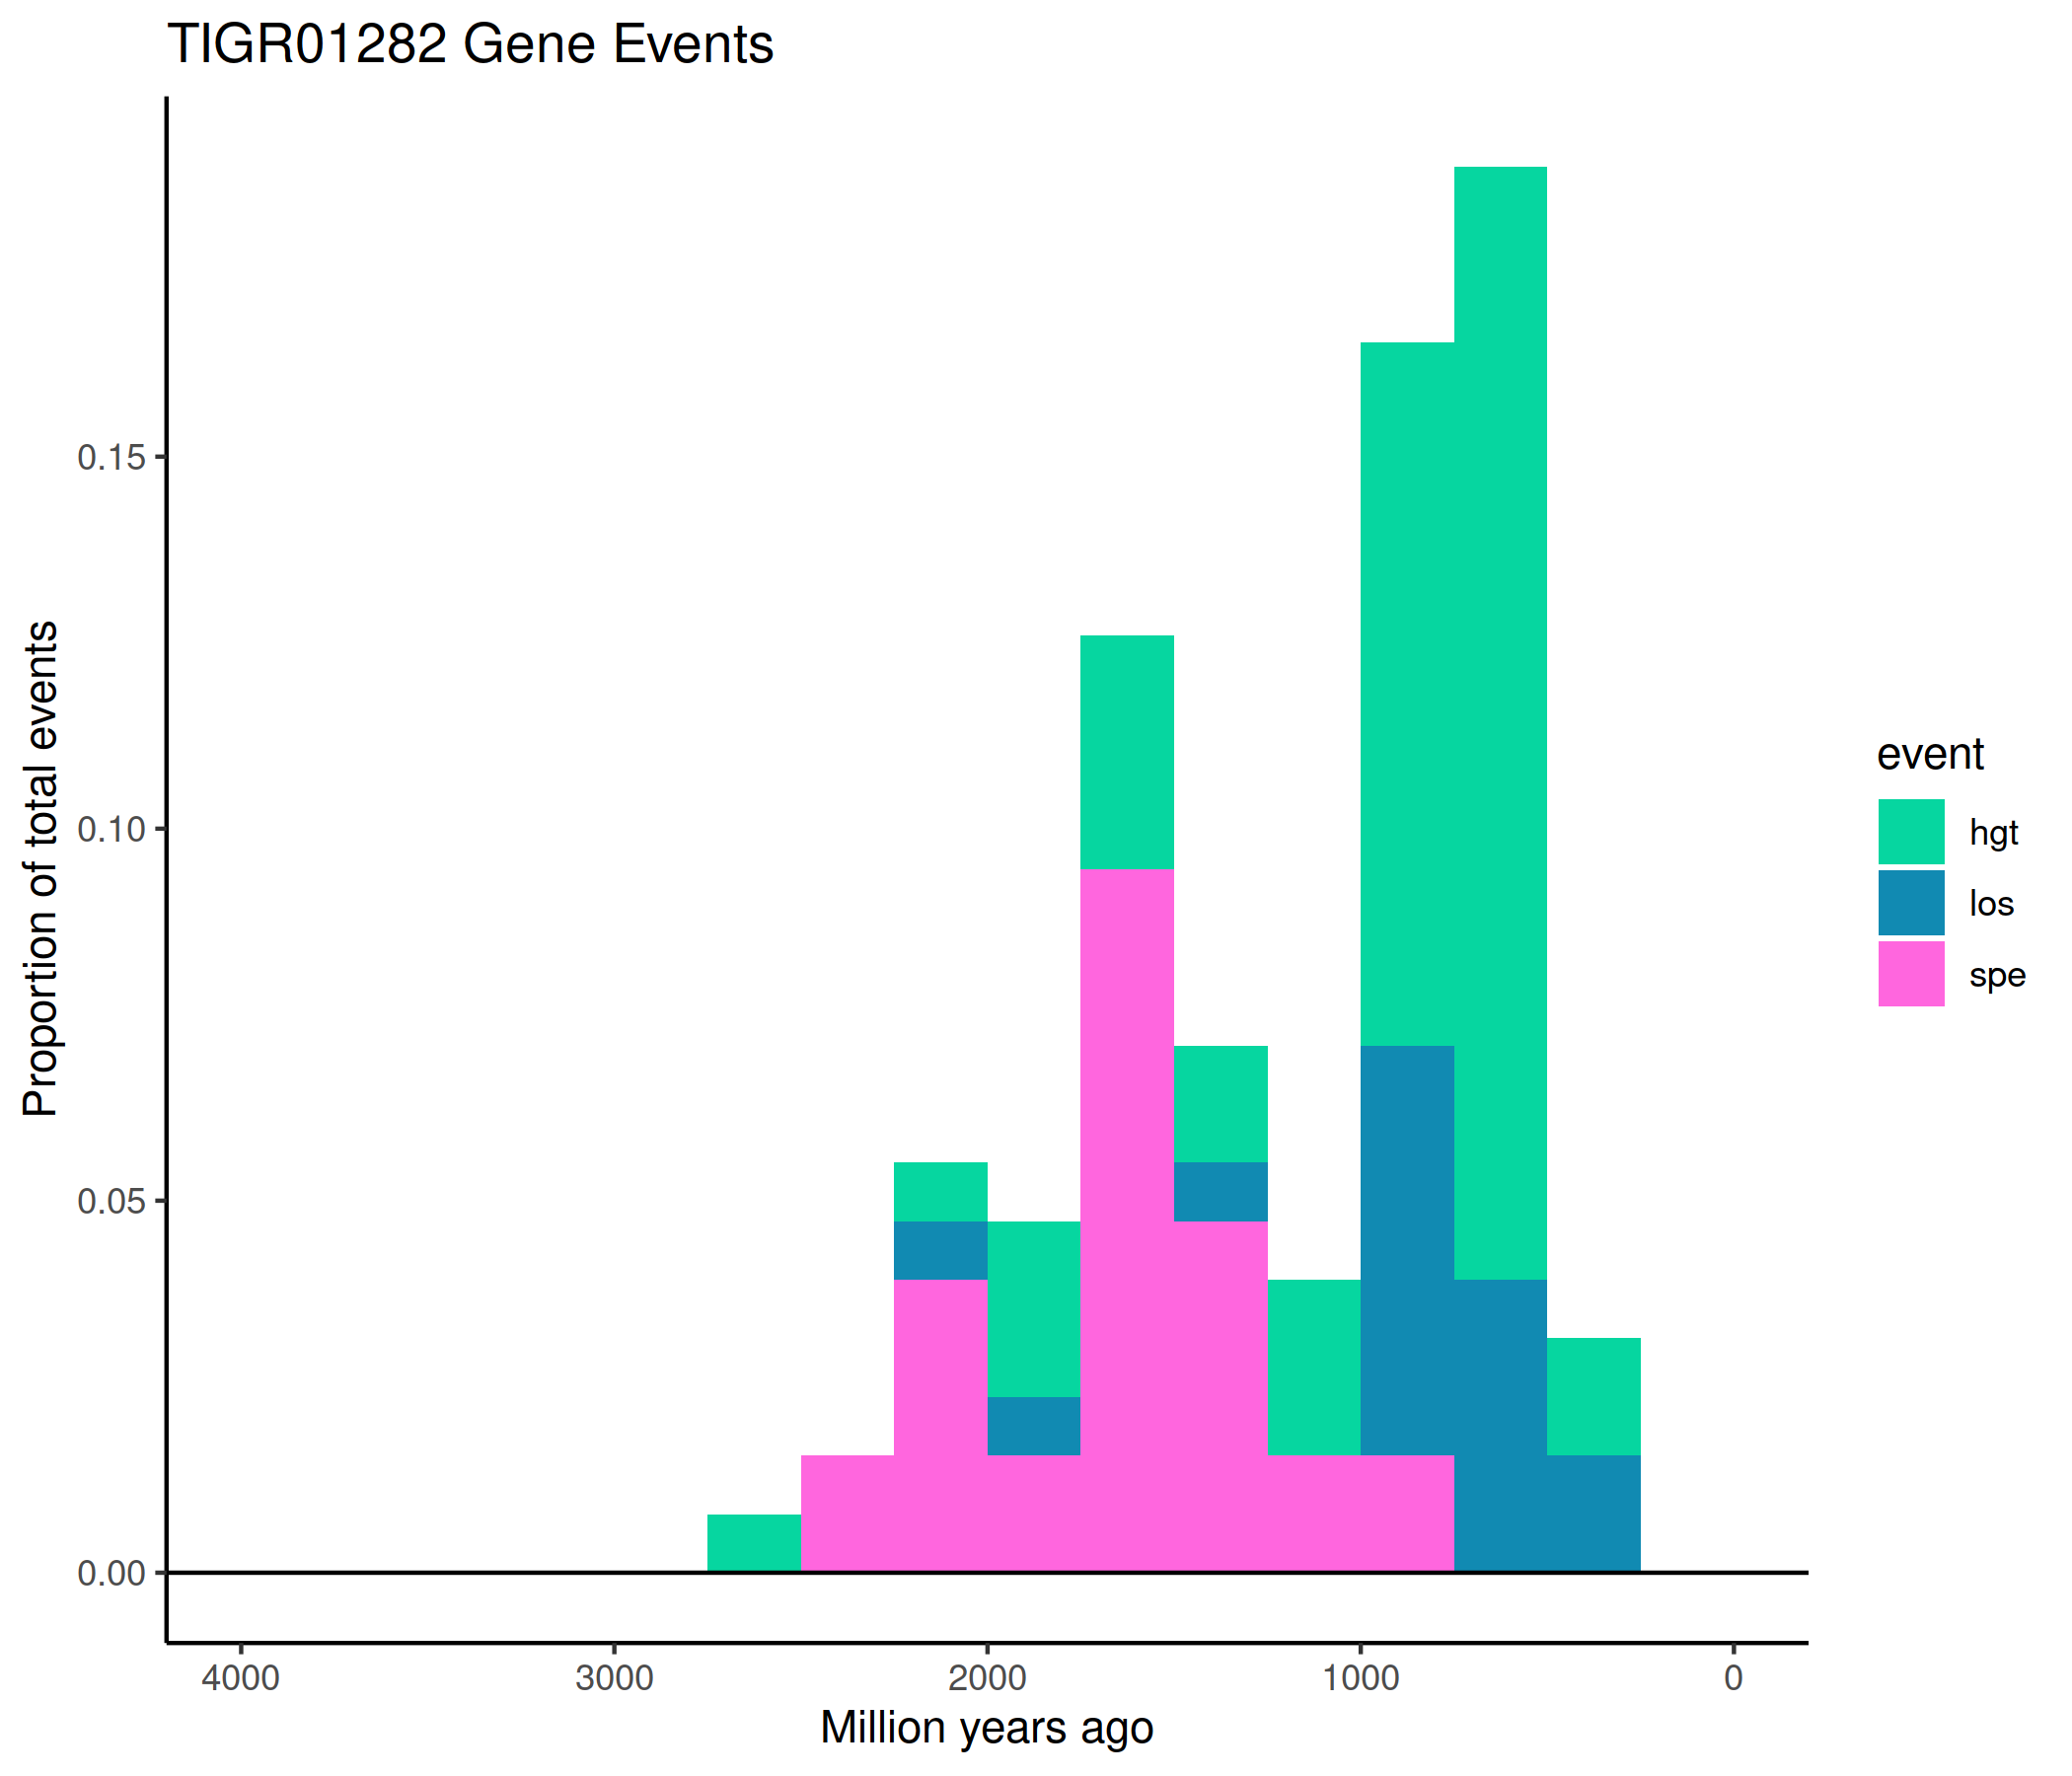 TIGR01282 Gene Events
Proportion of total events
0.15
0.10
0.05
0.00
4000 3000 2000 1000 0
Million years ago
event
hgt
los
spe